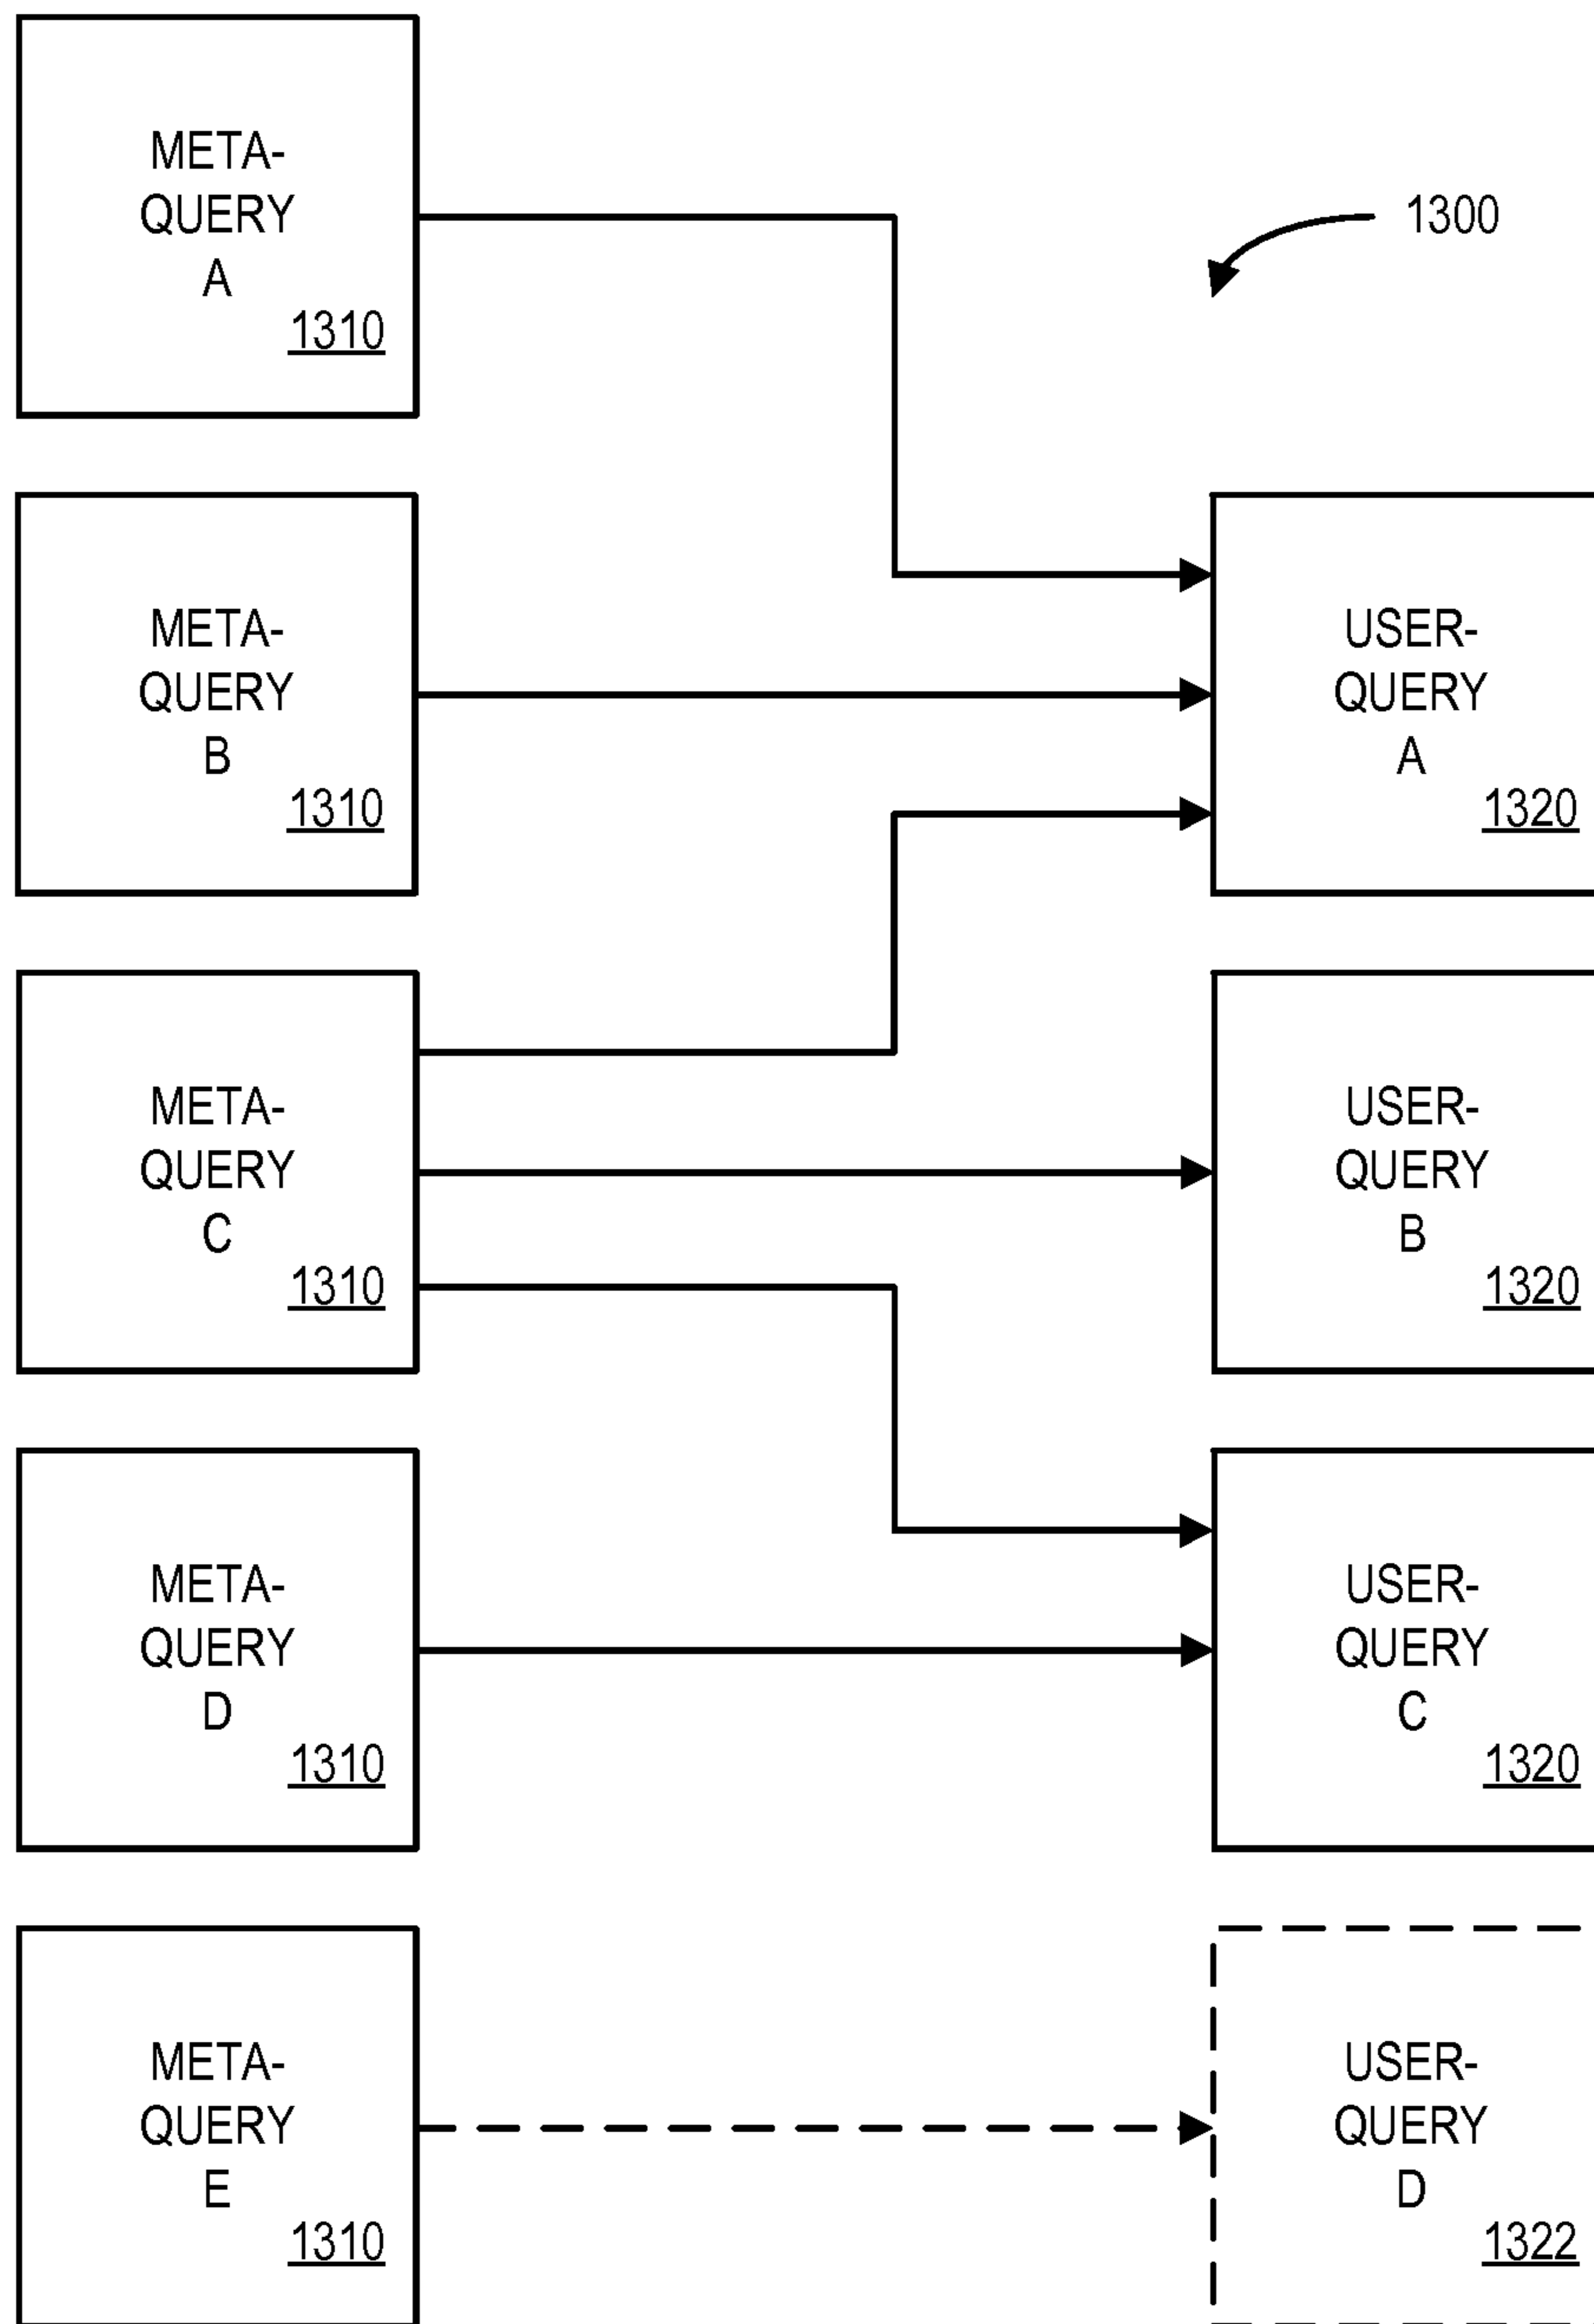 META-
QUERY
A
1310
1300
META-
QUERY
B
1310
USER-
QUERY
A
1320
META-
QUERY
C
1310
USER-
QUERY
B
1320
META-
QUERY
D
1310
USER-
QUERY
C
1320
META-
QUERY
E
1310
USER-
QUERY
D
1322